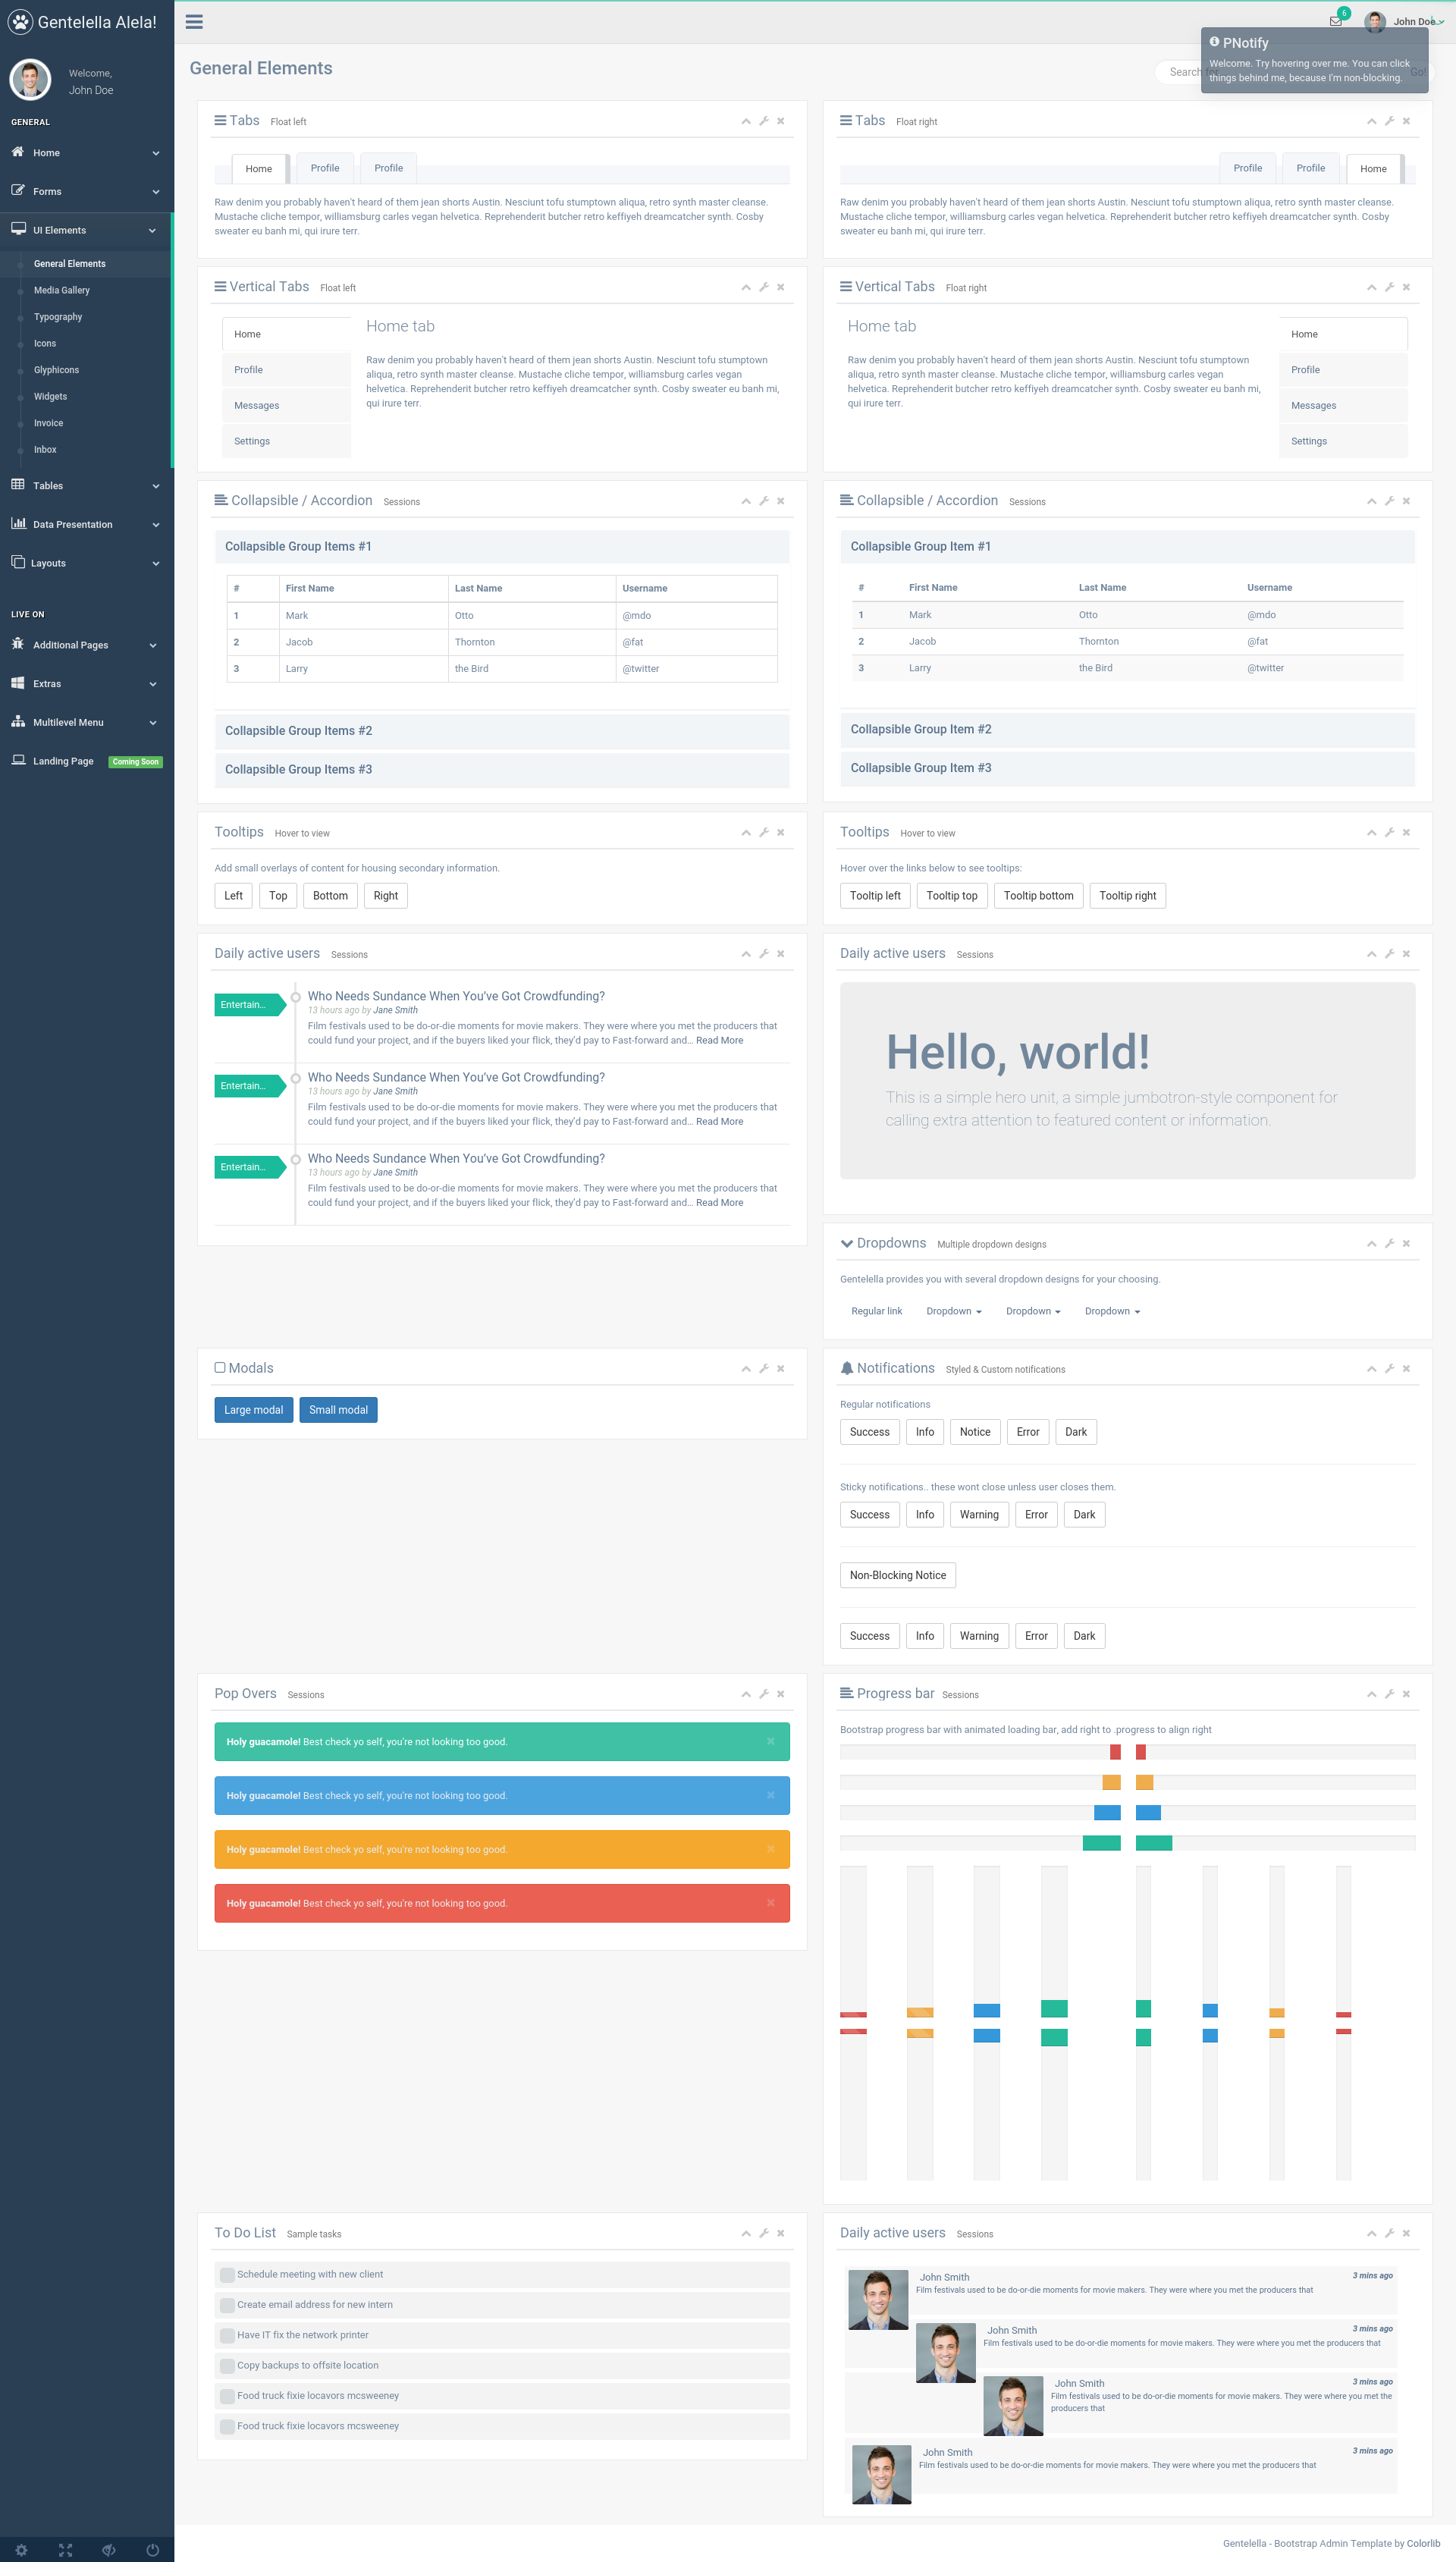 Gentelella Alela!
Welcome,
John Doe
GENERAL
Home
Forms
UI Elements
General Elements
Media Gallery
Typography
Icons
Glyphicons
Widgets
Invoice
Inbox
Tables
Data Presentation
Layouts
LIVE ON
Additional Pages
Extras
Multilevel Menu
Landing Page Coming Soon
6
John Doe
PNotify
Welcome. Try hovering over me. You can click
things behind me, because I'm non-blocking.
General Elements
Search
Go!
Tabs Float left
Home Profile Profile
Raw denim you probably haven't heard of them jean shorts Austin. Nesciunt tofu stumptown aliqua, retro synth master cleanse.
Mustache cliche tempor, williamsburg carles vegan helvetica. Reprehenderit butcher retro keffiyeh dreamcatcher synth. Cosby
sweater eu banh mi, qui irure terr.
Tabs Float right
Profile Profile Home
Raw denim you probably haven't heard of them jean shorts Austin. Nesciunt tofu stumptown aliqua, retro synth master cleanse.
Mustache cliche tempor, williamsburg carles vegan helvetica. Reprehenderit butcher retro keffiyeh dreamcatcher synth. Cosby
sweater eu banh mi, qui irure terr.
Vertical Tabs Float left
Home
Profile
Messages
Settings
Home tab
Raw denim you probably haven't heard of them jean shorts Austin. Nesciunt tofu stumptown
aliqua, retro synth master cleanse. Mustache cliche tempor, williamsburg carles vegan
helvetica. Reprehenderit butcher retro keffiyeh dreamcatcher synth. Cosby sweater eu banh mi,
qui irure terr.
Vertical Tabs Float right
Home tab
Raw denim you probably haven't heard of them jean shorts Austin. Nesciunt tofu stumptown
aliqua, retro synth master cleanse. Mustache cliche tempor, williamsburg carles vegan
helvetica. Reprehenderit butcher retro keffiyeh dreamcatcher synth. Cosby sweater eu banh mi,
qui irure terr.
Home
Profile
Messages
Settings
Collapsible / Accordion Sessions
Collapsible Group Items #1
# First Name Last Name Username
1 Mark Otto @mdo
2 Jacob Thornton @fat
3 Larry the Bird @twitter
Collapsible Group Items #2
Collapsible Group Items #3
Collapsible / Accordion Sessions
Collapsible Group Item #1
# First Name Last Name Username
1 Mark Otto @mdo
2 Jacob Thornton @fat
3 Larry the Bird @twitter
Collapsible Group Item #2
Collapsible Group Item #3
Tooltips Hover to view
Add small overlays of content for housing secondary information.
Left Top Bottom Right
Tooltips Hover to view
Hover over the links below to see tooltips:
Tooltip left Tooltip top Tooltip bottom Tooltip right
Daily active users Sessions
Entertain...
Who Needs Sundance When You've Got Crowdfunding?
13 hours ago by Jane Smith
Film festivals used to be do-or-die moments for movie makers. They were where you met the producers that
could fund your project, and if the buyers liked your flick, they'd pay to Fast-forward and... Read More
Entertain...
Who Needs Sundance When You've Got Crowdfunding?
13 hours ago by Jane Smith
Film festivals used to be do-or-die moments for movie makers. They were where you met the producers that
could fund your project, and if the buyers liked your flick, they'd pay to Fast-forward and... Read More
Entertain...
Who Needs Sundance When You've Got Crowdfunding?
13 hours ago by Jane Smith
Film festivals used to be do-or-die moments for movie makers. They were where you met the producers that
could fund your project, and if the buyers liked your flick, they'd pay to Fast-forward and... Read More
Daily active users Sessions
Hello, world!
This is a simple hero unit, a simple jumbotron-style component for
calling extra attention to featured content or information.
Dropdowns Multiple dropdown designs
Gentelella provides you with several dropdown designs for your choosing.
Regular link Dropdown Dropdown Dropdown
Modals
Large modal Small modal
Notifications Styled & Custom notifications
Regular notifications
Success Info Notice Error Dark
Sticky notifications.. these wont close unless user closes them.
Success Info Warning Error Dark
Non-Blocking Notice
Success Info Warning Error Dark
Pop Overs Sessions
Holy guacamole! Best check yo self, you're not looking too good.
Holy guacamole! Best check yo self, you're not looking too good.
Holy guacamole! Best check yo self, you're not looking too good.
Holy guacamole! Best check yo self, you're not looking too good.
Progress bar Sessions
Bootstrap progress bar with animated loading bar, add right to .progress to align right
To Do List Sample tasks
Schedule meeting with new client
Create email address for new intern
Have IT fix the network printer
Copy backups to offsite location
Food truck fixie locavors mcsweeney
Food truck fixie locavors mcsweeney
Daily active users Sessions
John Smith 3 mins ago
Film festivals used to be do-or-die moments for movie makers. They were where you met the producers that
John Smith 3 mins ago
Film festivals used to be do-or-die moments for movie makers. They were where you met the producers that
John Smith 3 mins ago
Film festivals used to be do-or-die moments for movie makers. They were where you met the
producers that
John Smith 3 mins ago
Film festivals used to be do-or-die moments for movie makers. They were where you met the producers that
Gentelella - Bootstrap Admin Template by Colorlib